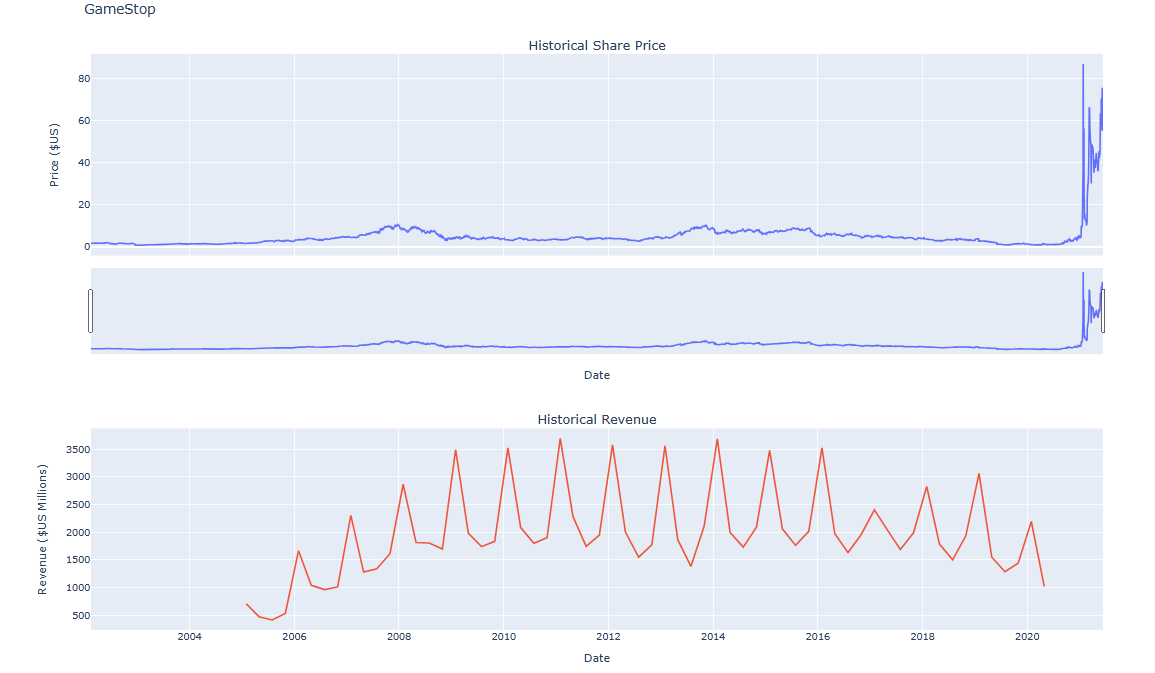 GameStop
Historical Share Price
80
60
40
20
0
Price ($US)
Date
Historical Revenue
3500
3000
2500
2000
1500
1000
500
Revenue ($US Millions)
2004 2006 2008 2010 2012 2014 2016 2018 2020
Date